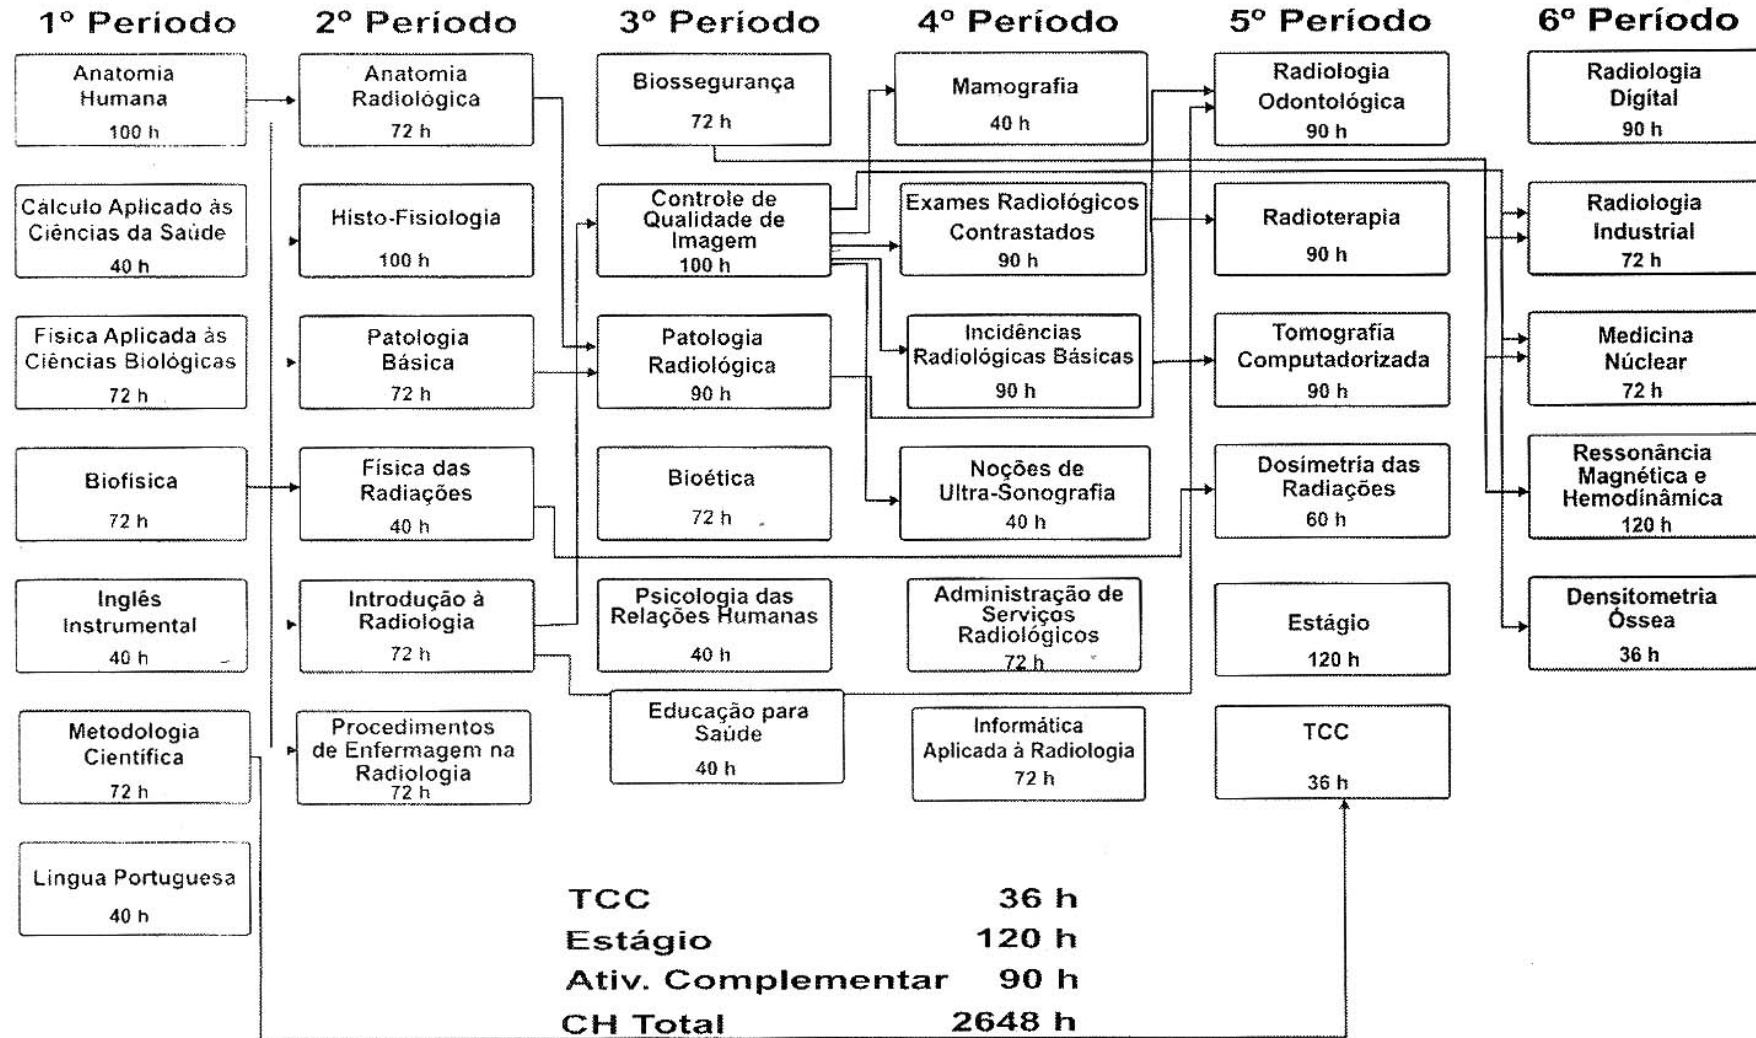 1º Período
2º Período
3º Período
4º Período
5º Período
6º Período
Anatomia
Humana
100 h
Cálculo Aplicado às
Ciências da Saúde
40 h
Física Aplicada às
Ciências Biológicas
72 h
Biofísica
72 h
Inglês
Instrumental
40 h
Metodologia
Científica
72 h
Língua Portuguesa
40 h
Anatomia
Radiológica
72 h
Histo-Fisiologia
100 h
Patologia
Básica
72 h
Física das
Radiações
40 h
Introdução à
Radiologia
72 h
Procedimentos
de Enfermagem na
Radiologia
72 h
Biossegurança
72 h
Controle de
Qualidade de
Imagem
100 h
Patologia
Radiológica
90 h
Bioética
72 h
Psicologia das
Relações Humanas
40 h
Educação para
Saúde
40 h
Mamografia
40 h
Exames Radiológicos
Contrastados
90 h
Incidências
Radiológicas Básicas
90 h
Noções de
Ultra-Sonografia
40 h
Administração de
Serviços
Radiológicos
72 h
Informática
Aplicada à Radiologia
72 h
Radiologia
Odontológica
90 h
Radioterapia
90 h
Tomografia
Computadorizada
90 h
Dosimetria das
Radiações
60 h
Estágio
120 h
TCC
36 h
Radiologia
Digital
90 h
Radiologia
Industrial
72 h
Medicina
Núclear
72 h
Ressonância
Magnética e
Hemodinâmica
120 h
Densitometria
Óssea
36 h
TCC 36 h
Estágio 120 h
Ativ. Complementar 90 h
CH Total 2648 h